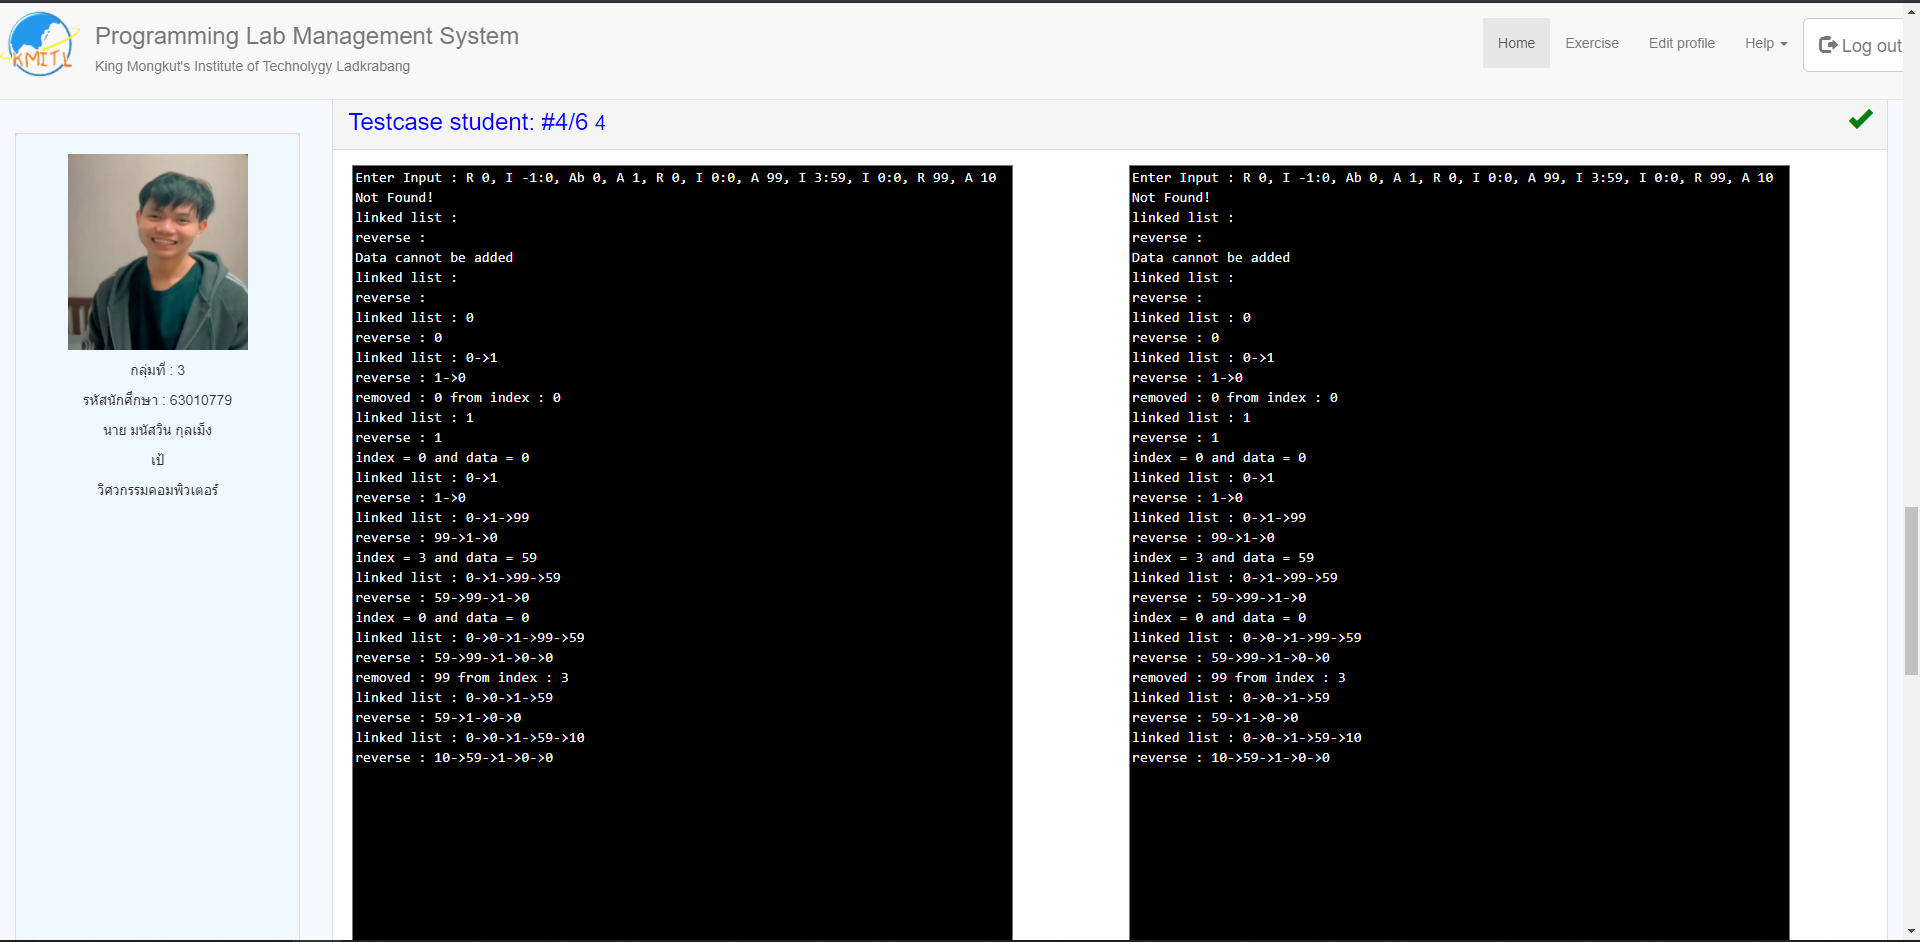 KMITL
Programming Lab Management System
King Mongkut's Institute of Technolygy Ladkrabang
Home
Exercise
Edit profile
Help
Log out
กลุ่มที่ : 3
รหัสนักศึกษา : 63010779
นาย มนัสวิน กุลเม็ง
เป้
วิศวกรรมคอมพิวเตอร์
Testcase student: #4/6 4
Enter Input : R 0, I -1:0, Ab 0, A 1, R 0, I 0:0, A 99, I 3:59, I 0:0, R 99, A 10
Not Found!
linked list :
reverse :
Data cannot be added
linked list :
reverse :
linked list : 0
reverse : 0
linked list : 0->1
reverse : 1->0
removed : 0 from index : 0
linked list : 1
reverse : 1
index = 0 and data = 0
linked list : 0->1
reverse : 1->0
linked list : 0->1->99
reverse : 99->1->0
index = 3 and data = 59
linked list : 0->1->99->59
reverse : 59->99->1->0
index = 0 and data = 0
linked list : 0->0->1->99->59
reverse : 59->99->1->0->0
removed : 99 from index : 3
linked list : 0->0->1->59
reverse : 59->1->0->0
linked list : 0->0->1->59->10
reverse : 10->59->1->0->0
Enter Input : R 0, I -1:0, Ab 0, A 1, R 0, I 0:0, A 99, I 3:59, I 0:0, R 99, A 10
Not Found!
linked list :
reverse :
Data cannot be added
linked list :
reverse :
linked list : 0
reverse : 0
linked list : 0->1
reverse : 1->0
removed : 0 from index : 0
linked list : 1
reverse : 1
index = 0 and data = 0
linked list : 0->1
reverse : 1->0
linked list : 0->1->99
reverse : 99->1->0
index = 3 and data = 59
linked list : 0->1->99->59
reverse : 59->99->1->0
index = 0 and data = 0
linked list : 0->0->1->99->59
reverse : 59->99->1->0->0
removed : 99 from index : 3
linked list : 0->0->1->59
reverse : 59->1->0->0
linked list : 0->0->1->59->10
reverse : 10->59->1->0->0